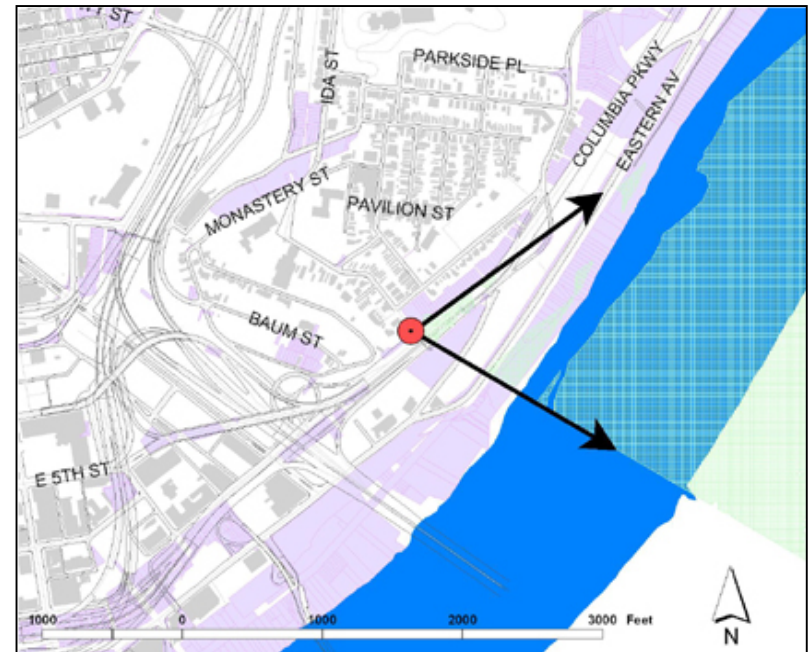 PARKSIDE PL
IDA ST
COLUMBIA PKWY
EASTERN AV
MONASTERY ST
PAVILION ST
BAUM ST
E 5TH ST
1000 0 1000 2000 3000 Feet
N